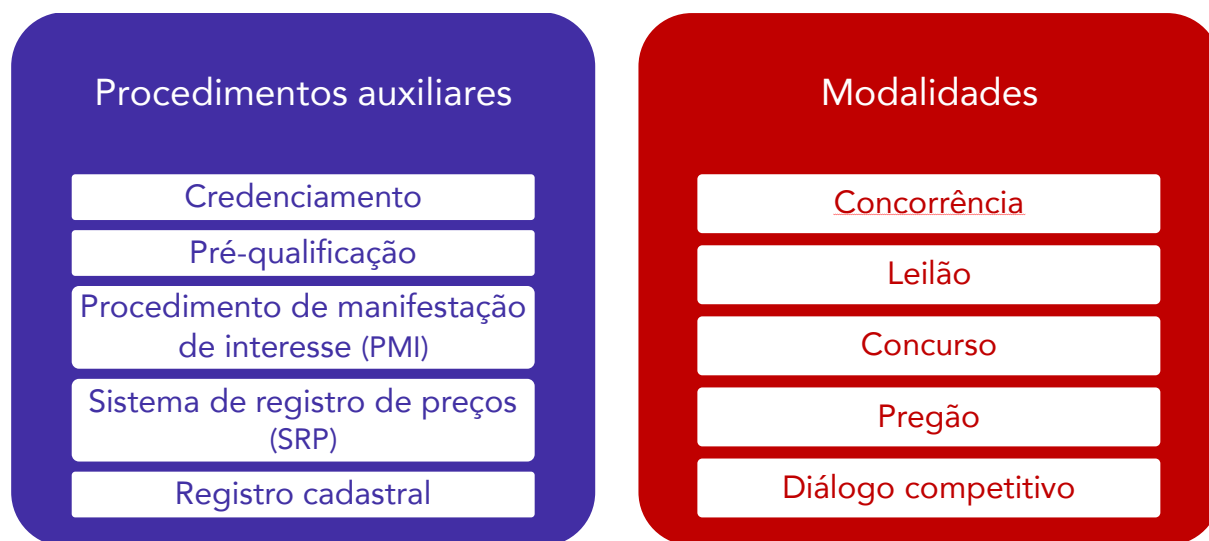 Procedimentos auxiliares
Credenciamento
Pré-qualificação
Procedimento de manifestação
de interesse (PMI)
Sistema de registro de preços
(SRP)
Registro cadastral
Modalidades
Concorrência
Leilão
Concurso
Pregão
Diálogo competitivo